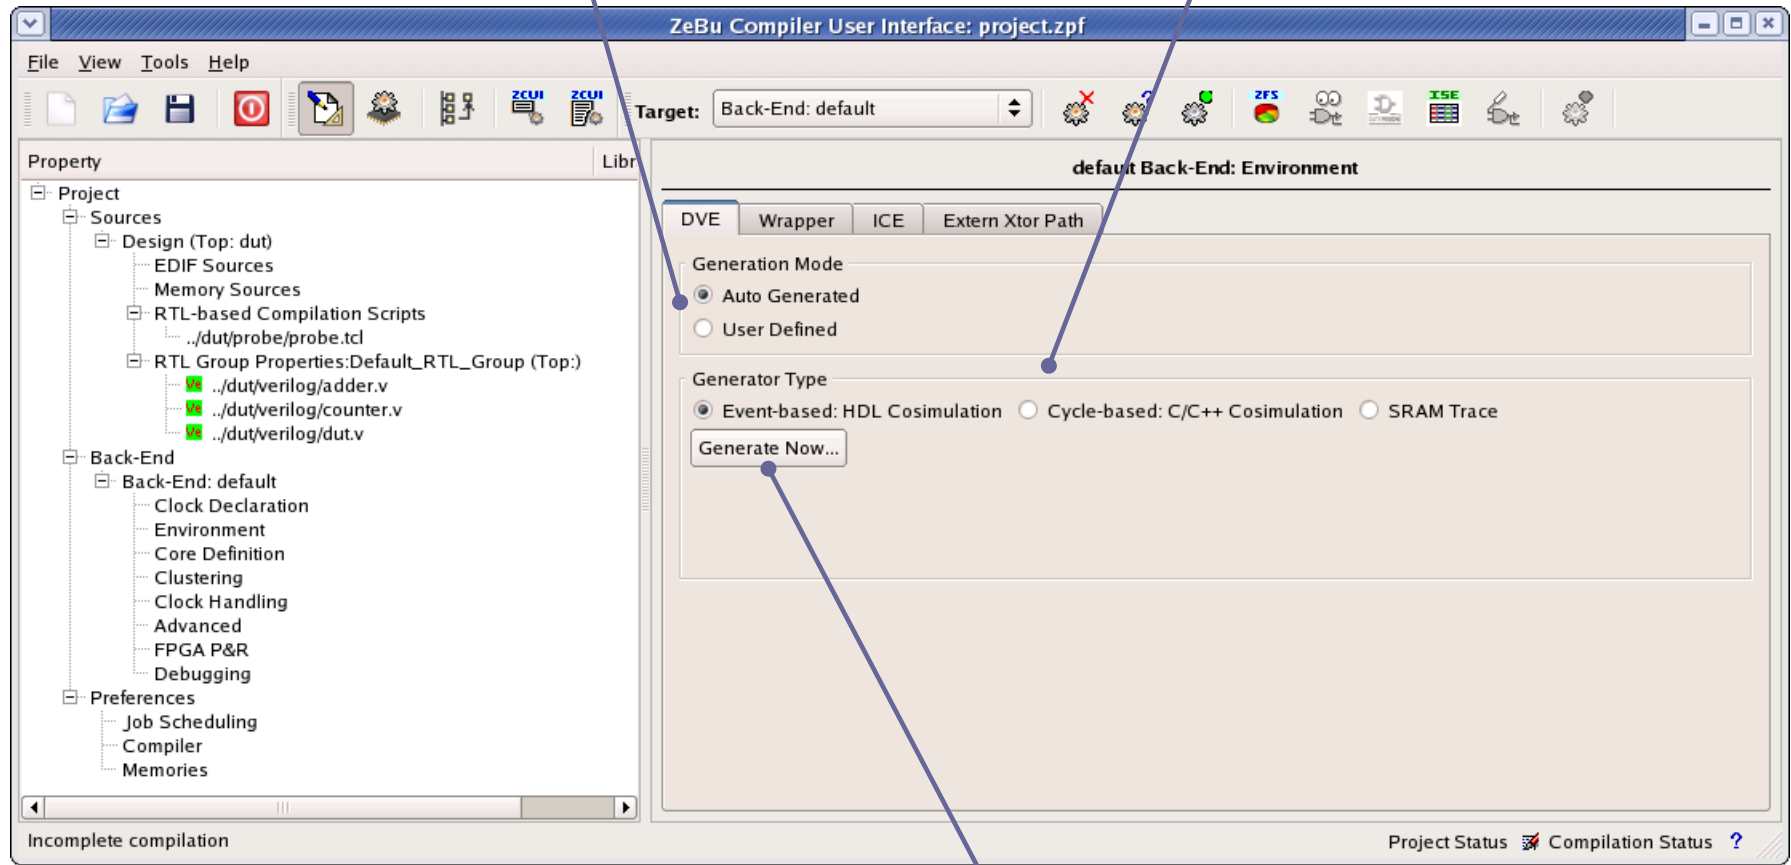 ZeBu Compiler User Interface: project.zpf
File View Tools Help
ZCUI ZCUI Target: Back-End: default ZFS ISE
Property Libr
Project
Sources
Design (Top: dut)
EDIF Sources
Memory Sources
RTL-based Compilation Scripts
../dut/probe/probe.tcl
RTL Group Properties:Default_RTL_Group (Top:)
Ve ../dut/verilog/adder.v
Ve ../dut/verilog/counter.v
Ve ../dut/verilog/dut.v
Back-End
Back-End: default
Clock Declaration
Environment
Core Definition
Clustering
Clock Handling
Advanced
FPGA P&R
Debugging
Preferences
Job Scheduling
Compiler
Memories
default Back-End: Environment
DVE Wrapper ICE Extern Xtor Path
Generation Mode
Auto Generated
User Defined
Generator Type
Event-based: HDL Cosimulation Cycle-based: C/C++ Cosimulation SRAM Trace
Generate Now...
Incomplete compilation Project Status Compilation Status ?